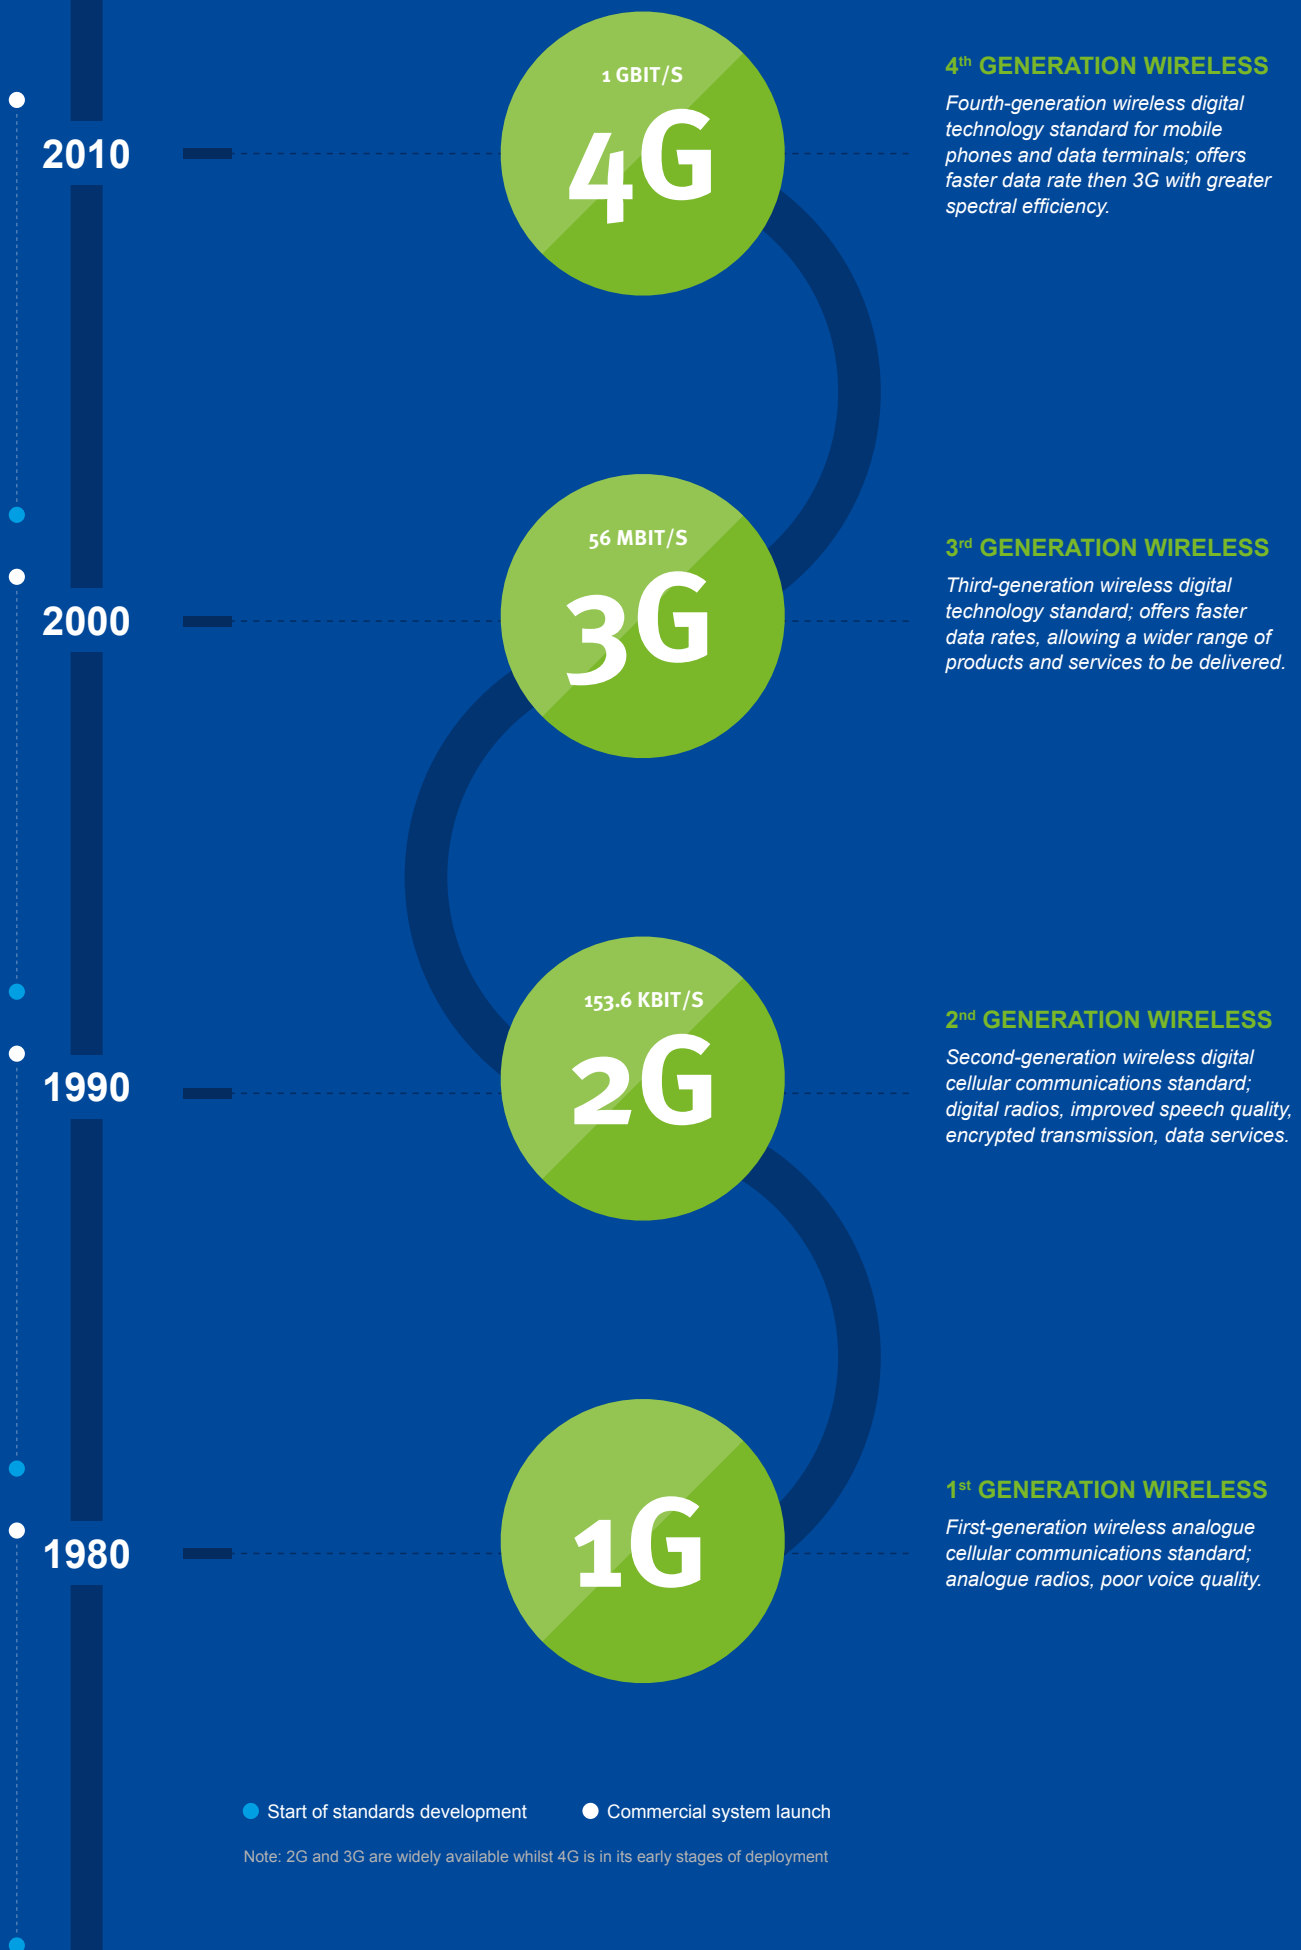 1 GBIT/S
4G
2010
4th GENERATION WIRELESS
Fourth-generation wireless digital
technology standard for mobile
phones and data terminals; offers
faster data rate then 3G with greater
spectral efficiency.
56 MBIT/S
3G
2000
3rd GENERATION WIRELESS
Third-generation wireless digital
technology standard; offers faster
data rates, allowing a wider range of
products and services to be delivered.
153.6 KBIT/S
2G
1990
2nd GENERATION WIRELESS
Second-generation wireless digital
cellular communications standard;
digital radios, improved speech quality,
encrypted transmission, data services.
1G
1980
1st GENERATION WIRELESS
First-generation wireless analogue
cellular communications standard;
analogue radios, poor voice quality.
Start of standards development
Commercial system launch
Note: 2G and 3G are widely available whilst 4G is in its early stages of deployment